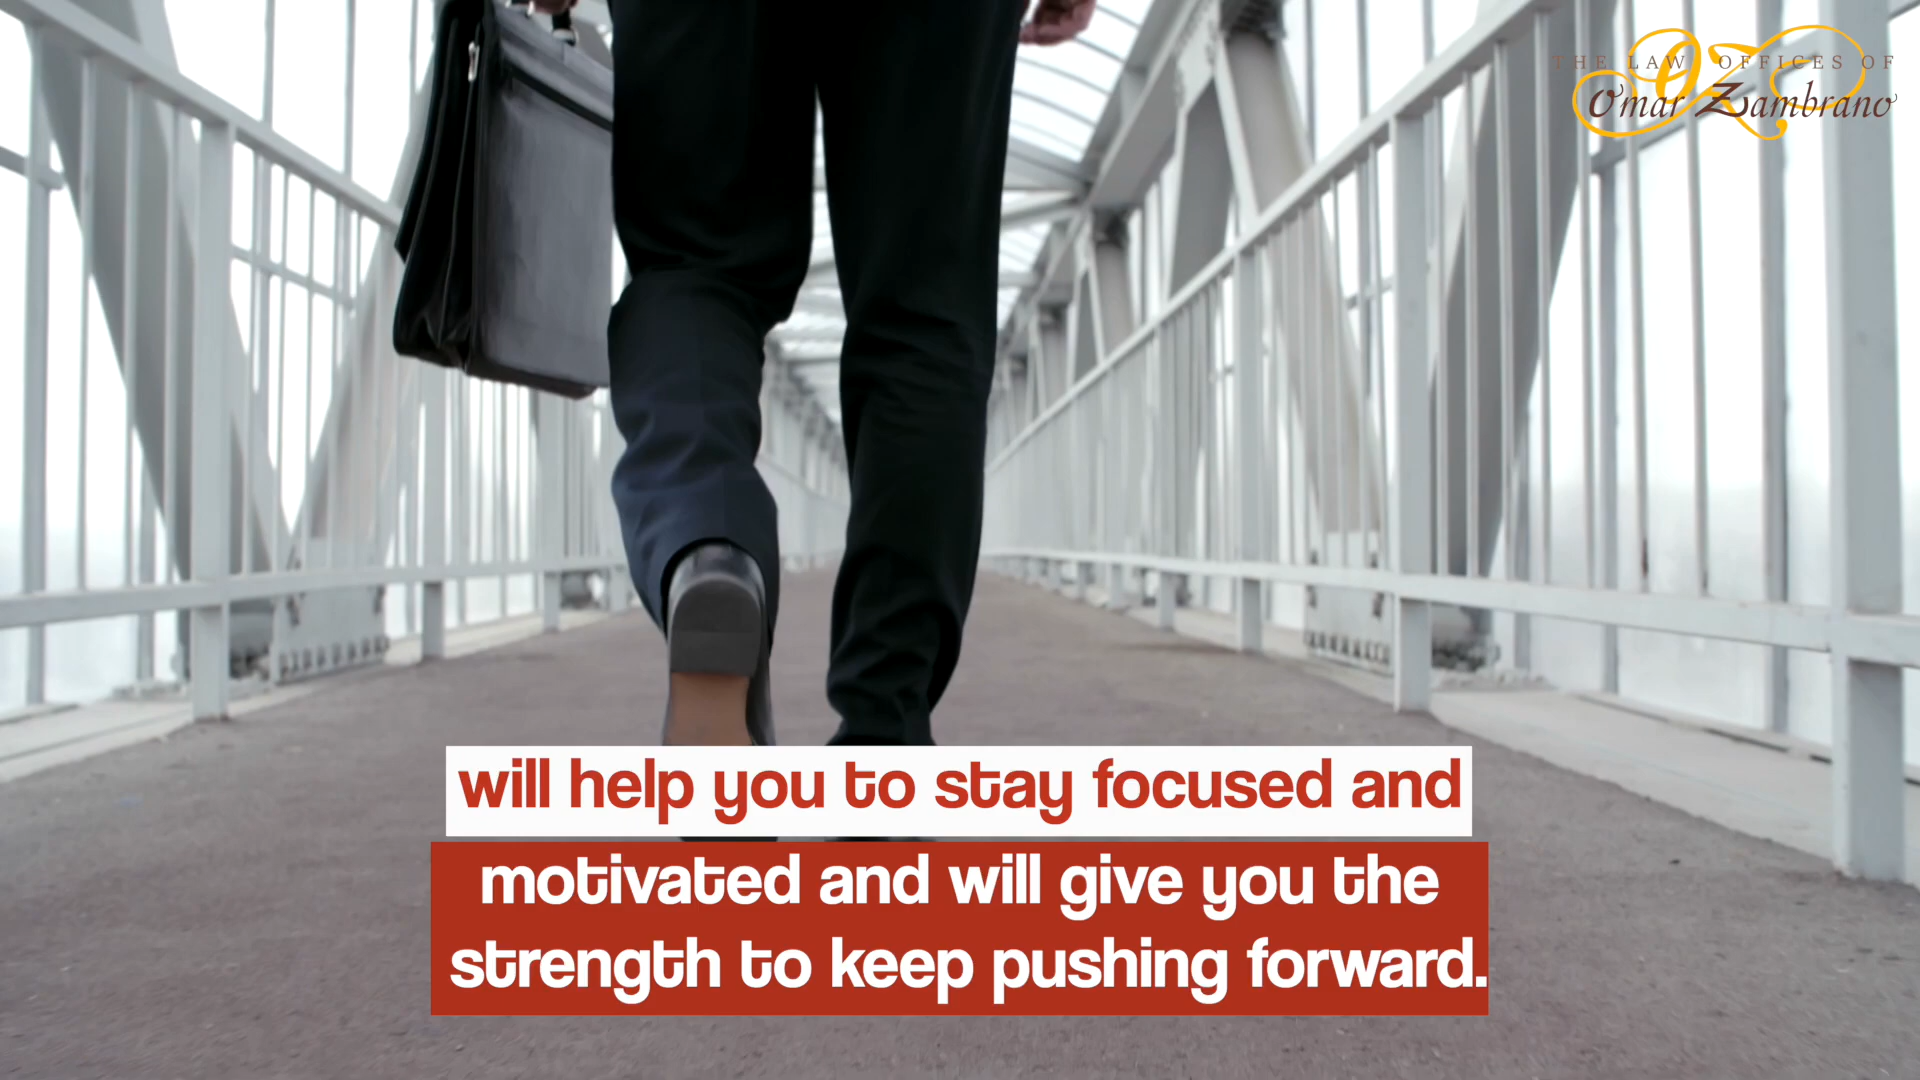 THE LAW OFFICES OF
Omar Zambrano
will help you to stay focused and
motivated and will give you the
strength to keep pushing forward.